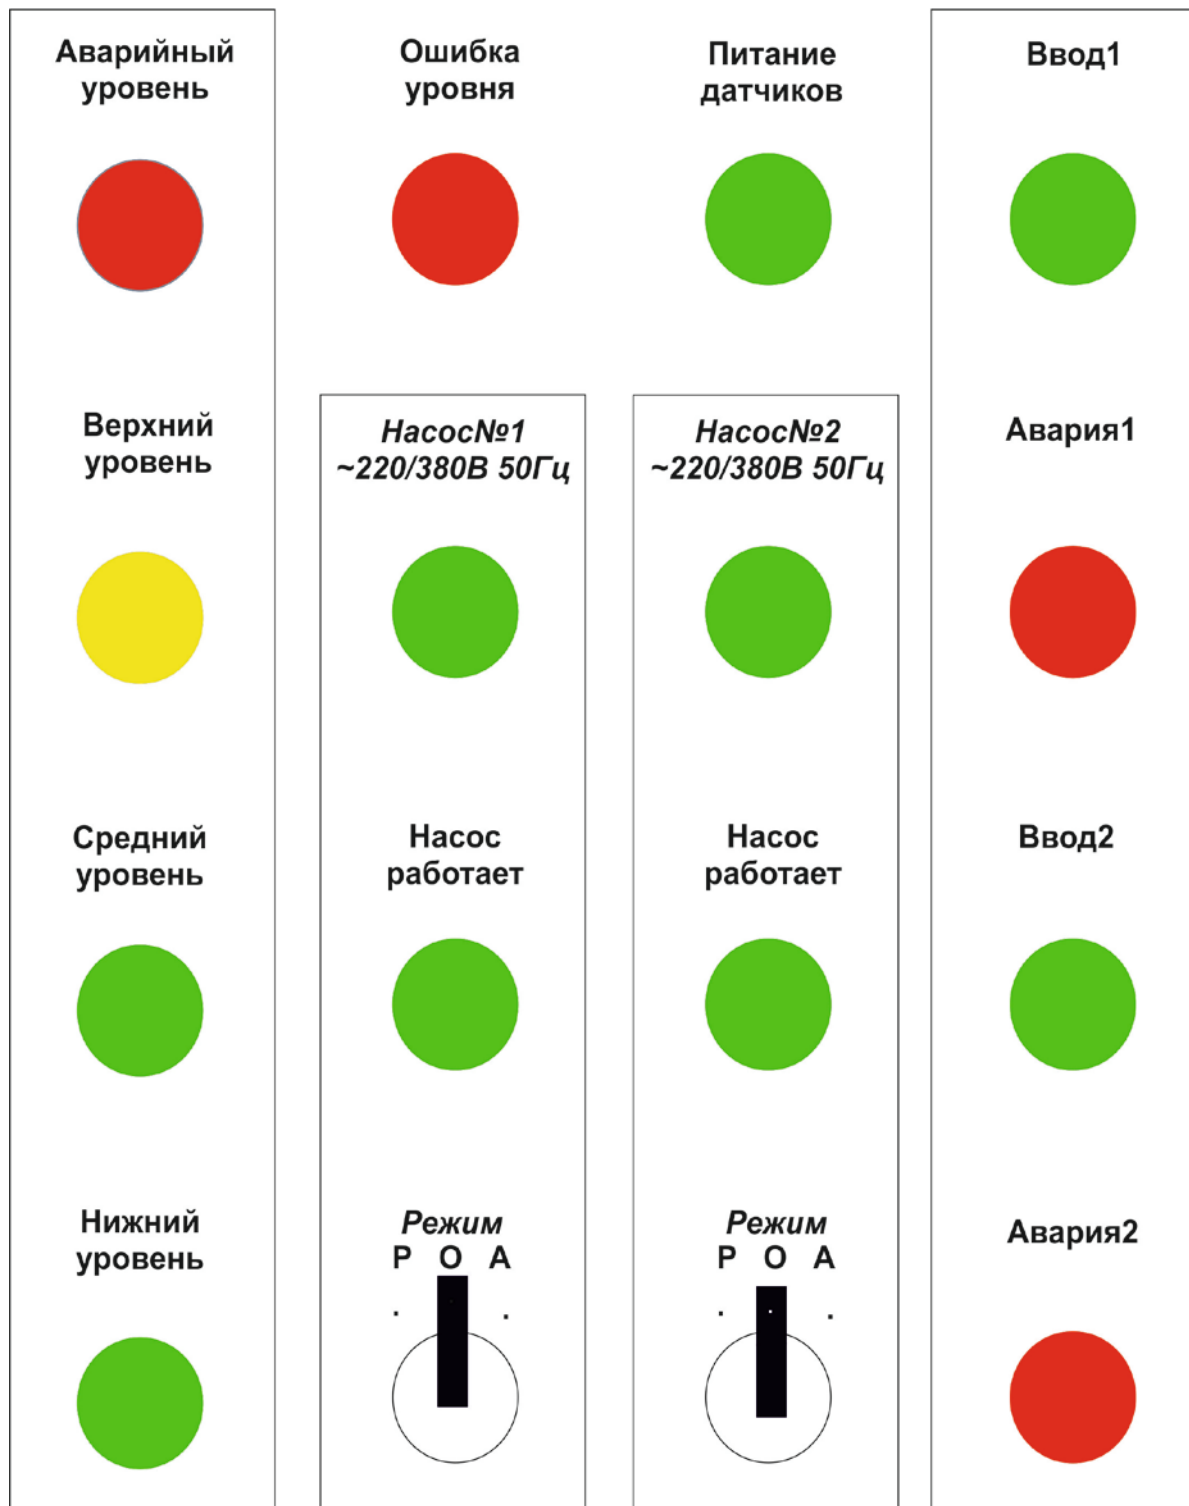 Аварийный
уровень
Ошибка
уровня
Питание
датчиков
Ввод1
Верхний
уровень
Насос№1
~220/380В 50Гц
Насос№2
~220/380В 50Гц
Авария1
Средний
уровень
Насос
работает
Насос
работает
Ввод2
Нижний
уровень
Режим
Р О А
Режим
Р О А
Авария2